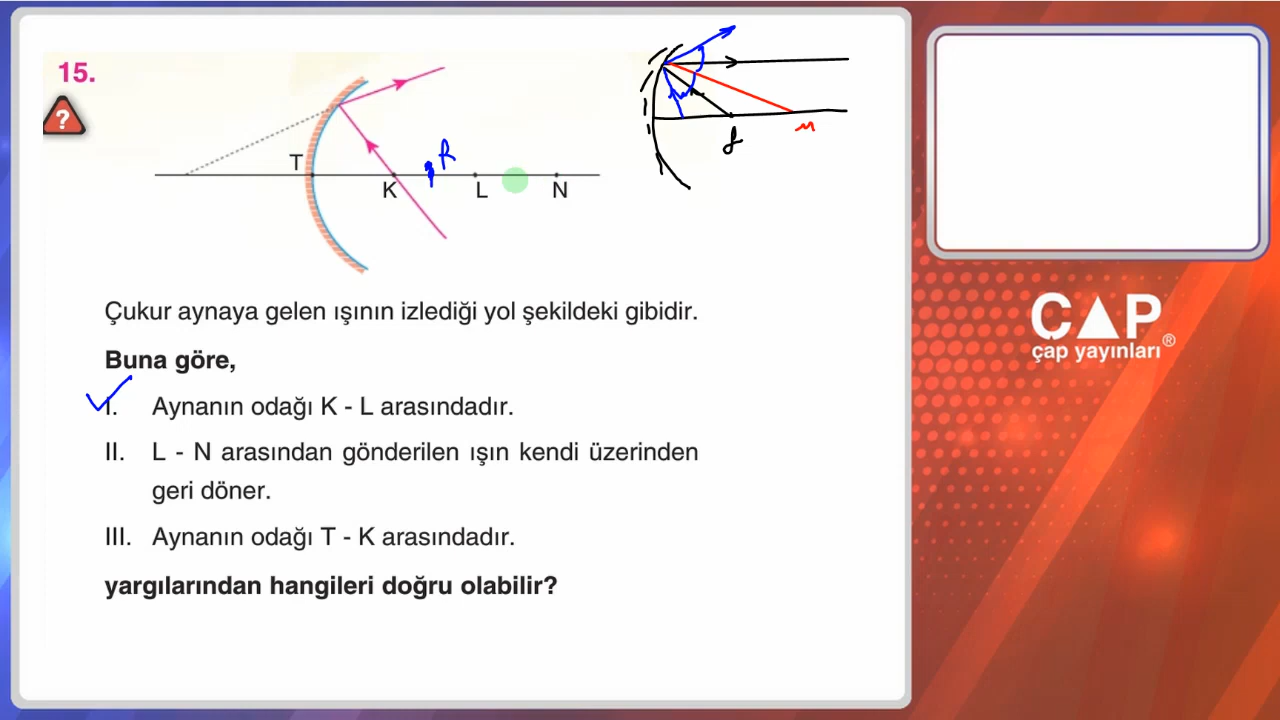 15.
?
T
K
L
N
Çukur aynaya gelen ışının izlediği yol şekildeki gibidir.
Buna göre,
I. Aynanın odağı K - L arasındadır.
II. L - N arasından gönderilen ışın kendi üzerinden
geri döner.
III. Aynanın odağı T - K arasındadır.
yargılarından hangileri doğru olabilir?
ÇAP
çap yayınları®